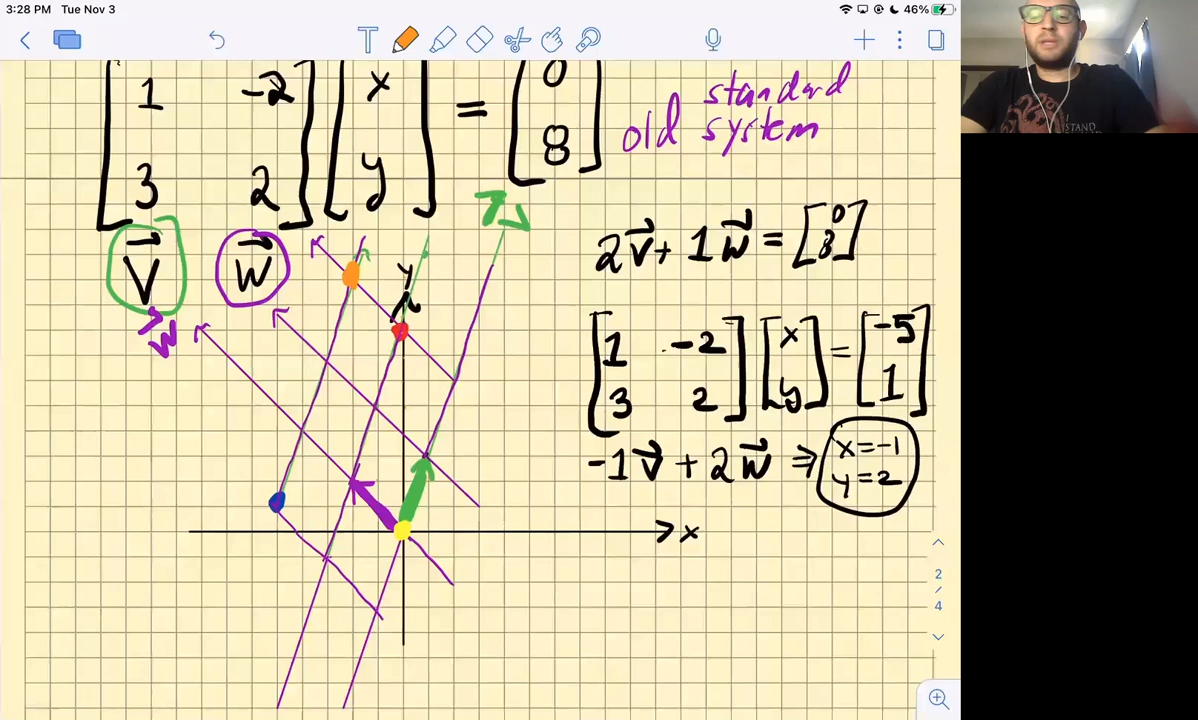 3:28 PM Tue Nov 3
46%
T
1 -2 x = 0
3 2 y 8
old standard system
V W
W
V
y
x
2V + 1W = [0 8]
[1 -2] [x] = [-5]
[3 2] [y] [1]
-1V + 2W ⇒ x = -1
y = 2
2
/
4
I STAND